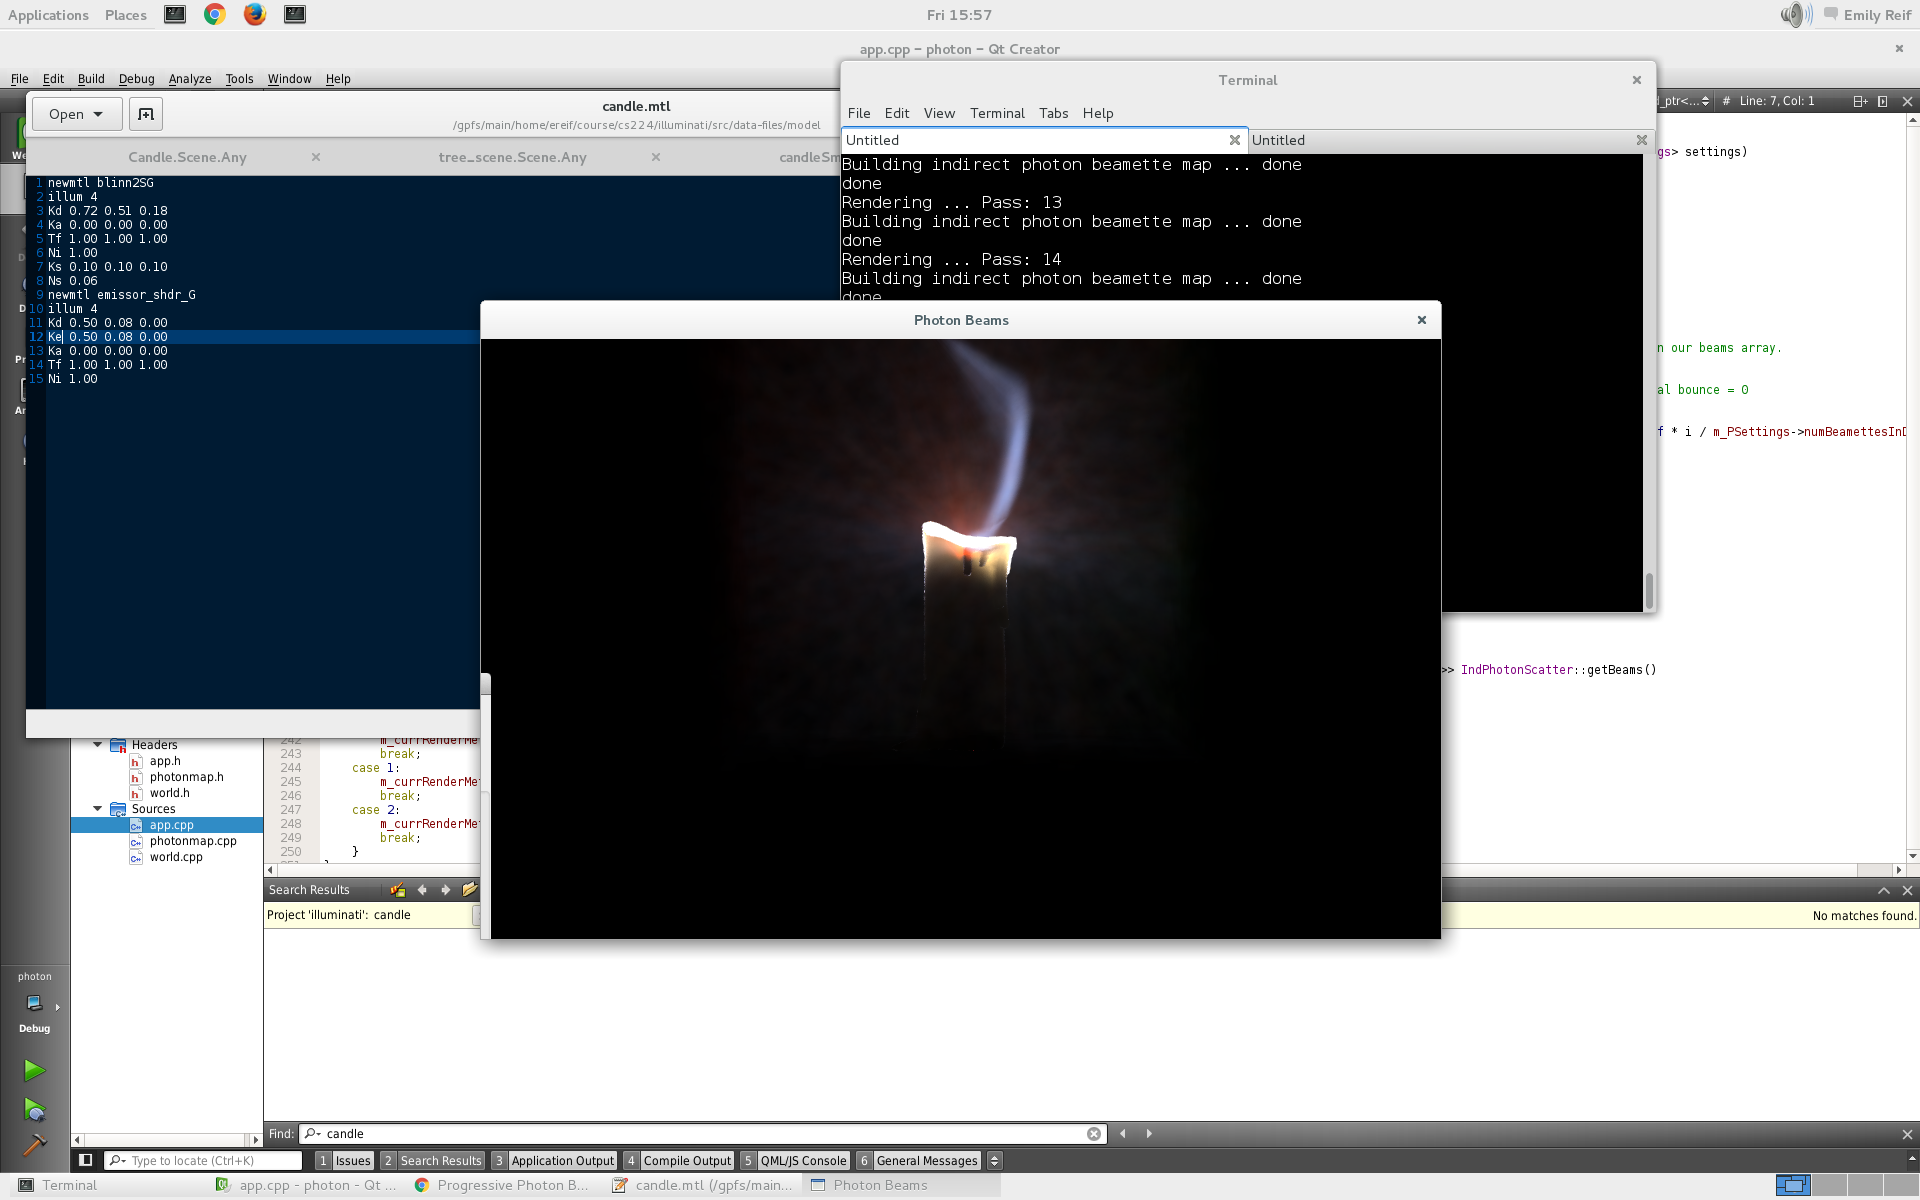 Applications Places Fri 15:57 Emily Reif
app.cpp – photon – Qt Creator
File Edit Build Debug Analyze Tools Window Help
Terminal
File Edit View Terminal Tabs Help
Untitled Untitled
Building indirect photon beamette map ... done
done
Rendering ... Pass: 13
Building indirect photon beamette map ... done
done
Rendering ... Pass: 14
Building indirect photon beamette map ... done
done
Open candle.mtl
/gpfs/main/home/ereif/course/cs224/illuminati/src/data-files/model
Candle.Scene.Any tree_scene.Scene.Any candleSm
1 newmtl blinn2SG
2 illum 4
3 Kd 0.72 0.51 0.18
4 Ka 0.00 0.00 0.00
5 Tf 1.00 1.00 1.00
6 Ni 1.00
7 Ks 0.10 0.10 0.10
8 Ns 0.06
9 newmtl emissor_shdr_G
10 illum 4
11 Kd 0.50 0.08 0.00
12 Ke 0.50 0.08 0.00
13 Ka 0.00 0.00 0.00
14 Tf 1.00 1.00 1.00
15 Ni 1.00
Photon Beams
_ptr<... # Line: 7, Col: 1
gs> settings)
n our beams array.
al bounce = 0
f * i / m_PSettings->numBeamettesInD
>> IndPhotonScatter::getBeams()
Headers
app.h
photonmap.h
world.h
Sources
app.cpp
photonmap.cpp
world.cpp
242 m_currRenderMe
243 break;
244 case 1:
245 m_currRenderMe
246 break;
247 case 2:
248 m_currRenderMe
249 break;
250 }
Search Results
Project 'illuminati': candle No matches found.
photon
Debug
Find: candle
Type to locate (Ctrl+K) 1 Issues 2 Search Results 3 Application Output 4 Compile Output 5 QML/JS Console 6 General Messages
Terminal app.cpp - photon - Qt ... Progressive Photon B... candle.mtl (/gpfs/main... Photon Beams